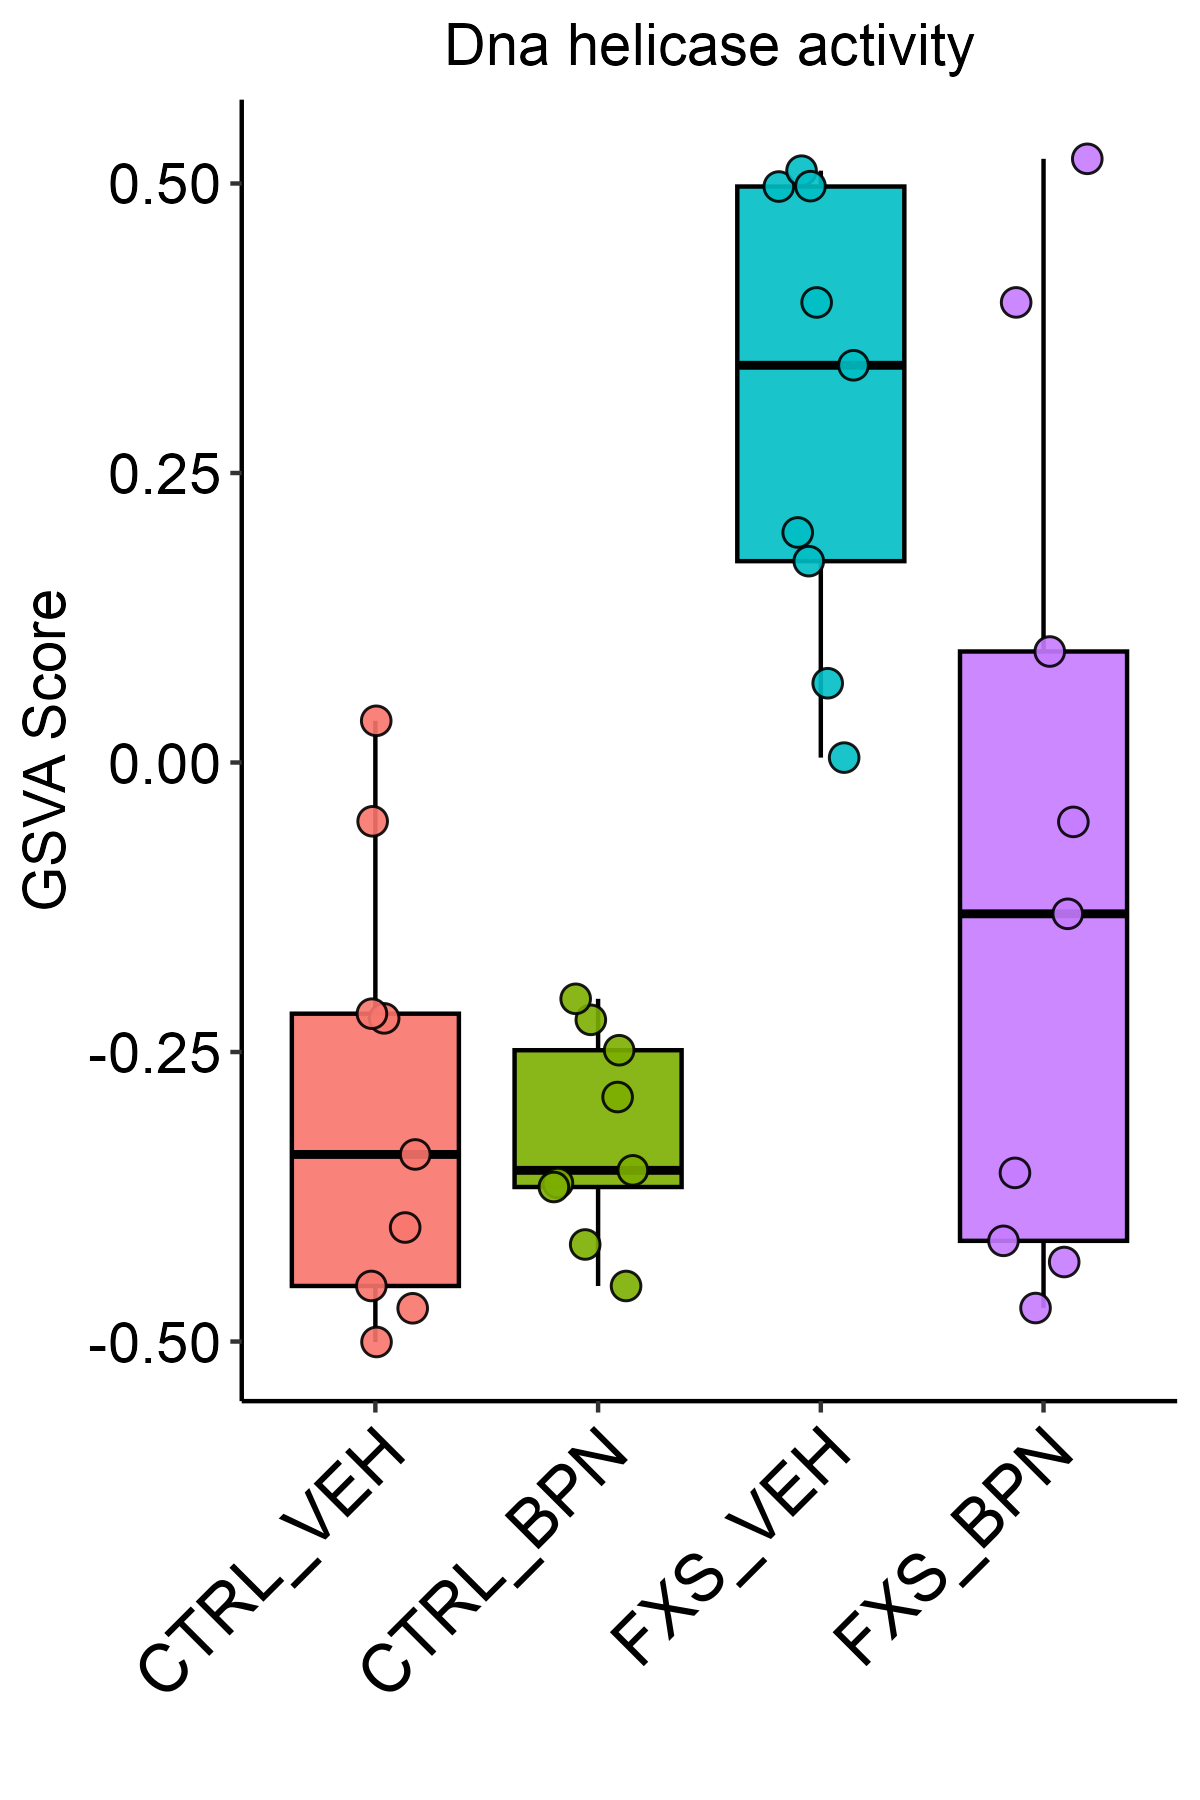 Dna helicase activity
GSVA Score
0.50
0.25
0.00
-0.25
-0.50
CTRL_VEH
CTRL_BPN
FXS_VEH
FXS_BPN